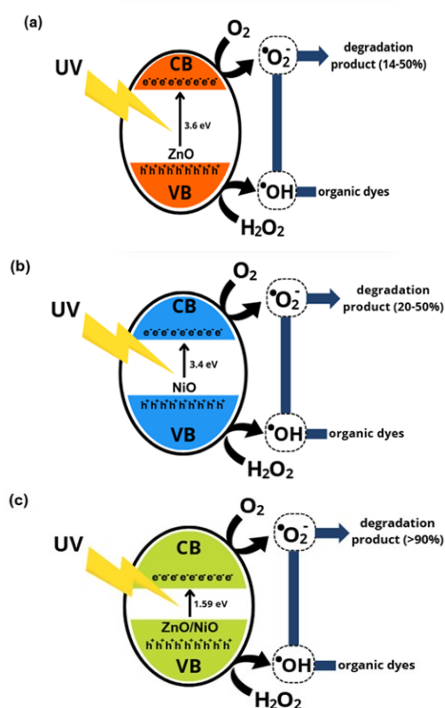 (a)
UV
CB
e⁻e⁻e⁻e⁻e⁻e⁻e⁻e⁻
3.6 eV
ZnO
h⁺h⁺h⁺h⁺h⁺h⁺h⁺h⁺
VB
O₂
•O₂⁻
degradation
product (14-50%)
•OH
organic dyes
H₂O₂
(b)
UV
CB
e⁻e⁻e⁻e⁻e⁻e⁻e⁻e⁻
3.4 eV
NiO
h⁺h⁺h⁺h⁺h⁺h⁺h⁺h⁺
VB
O₂
•O₂⁻
degradation
product (20-50%)
•OH
organic dyes
H₂O₂
(c)
UV
CB
e⁻e⁻e⁻e⁻e⁻e⁻e⁻e⁻
1.59 eV
ZnO/NiO
h⁺h⁺h⁺h⁺h⁺h⁺h⁺h⁺
VB
O₂
•O₂⁻
degradation
product (>90%)
•OH
organic dyes
H₂O₂